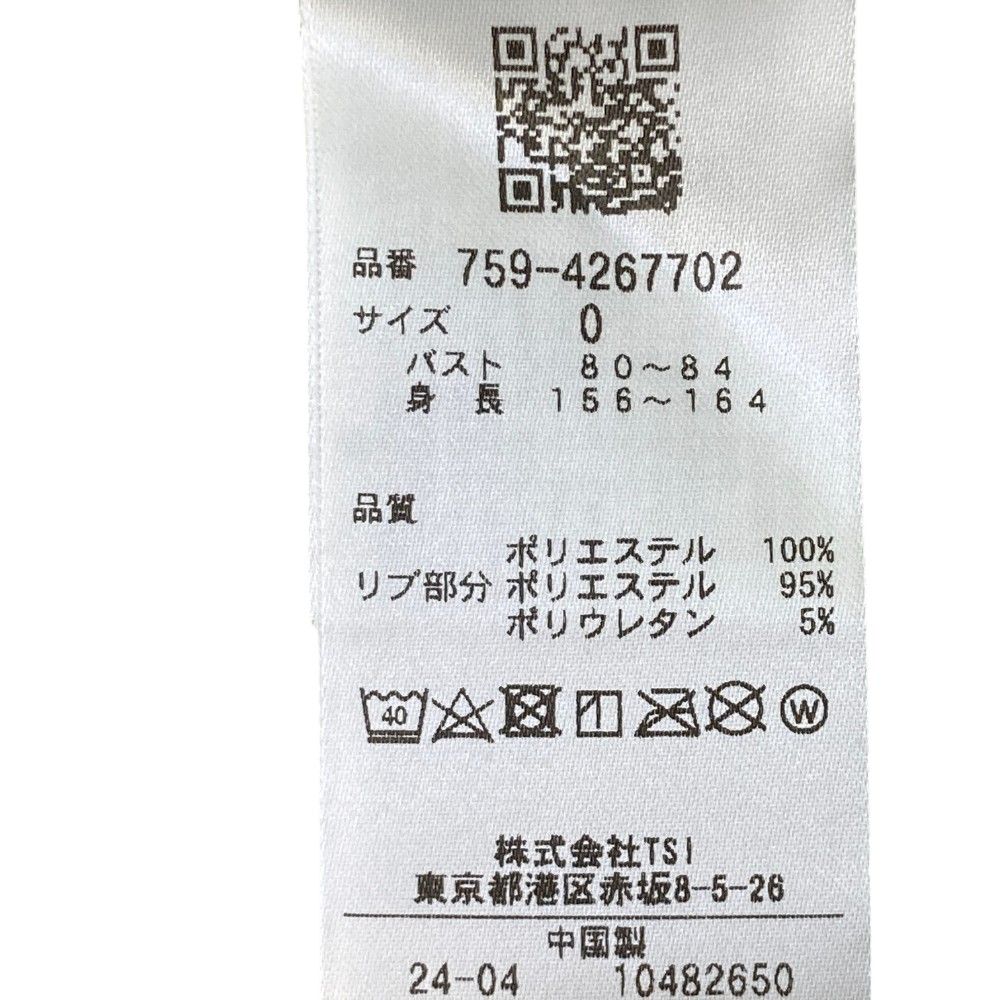 品番 759-4267702
サイズ 0
バスト 80～84
身長 156～164
品質
ポリエステル 100%
リブ部分 ポリエステル 95%
ポリウレタン 5%
40 W
株式会社TSI
東京都港区赤坂8-5-26
中国製
24-04 10482650